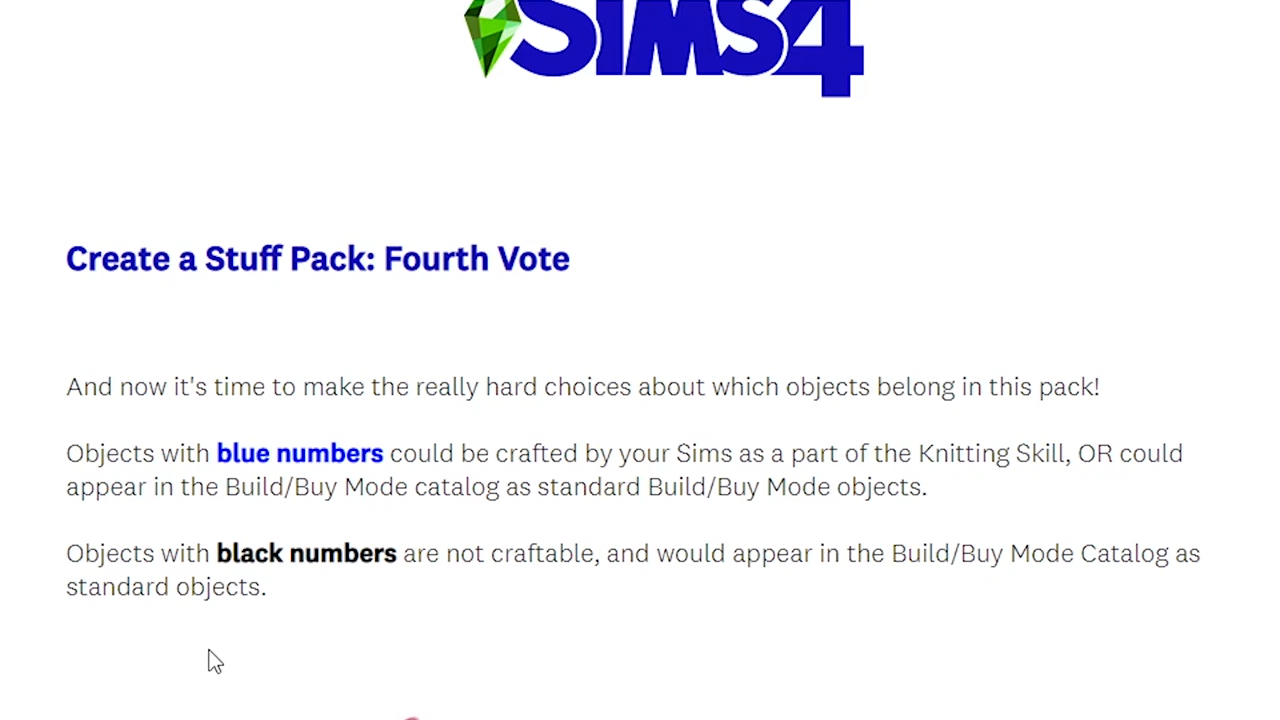 SIMS4
Create a Stuff Pack: Fourth Vote
And now it's time to make the really hard choices about which objects belong in this pack!
Objects with blue numbers could be crafted by your Sims as a part of the Knitting Skill, OR could
appear in the Build/Buy Mode catalog as standard Build/Buy Mode objects.
Objects with black numbers are not craftable, and would appear in the Build/Buy Mode Catalog as
standard objects.